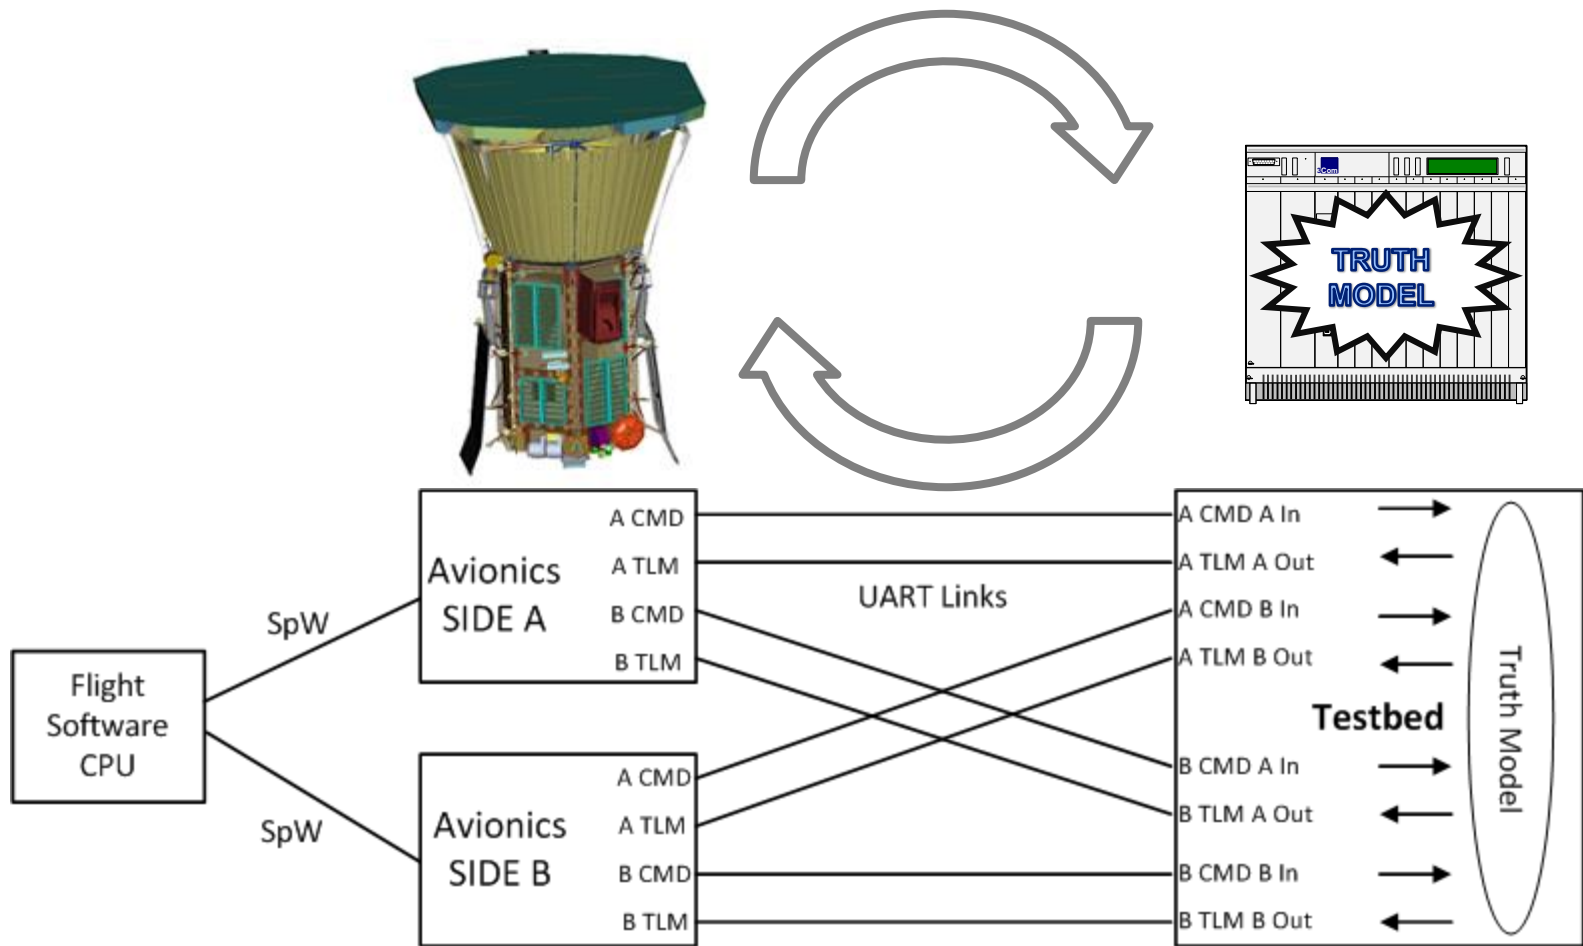 .Com
TRUTH
MODEL
Flight
Software
CPU
SpW
SpW
Avionics
SIDE A
A CMD
A TLM
B CMD
B TLM
Avionics
SIDE B
A CMD
A TLM
B CMD
B TLM
UART Links
A CMD A In
A TLM A Out
A CMD B In
A TLM B Out
Testbed
B CMD A In
B TLM A Out
B CMD B In
B TLM B Out
Truth Model